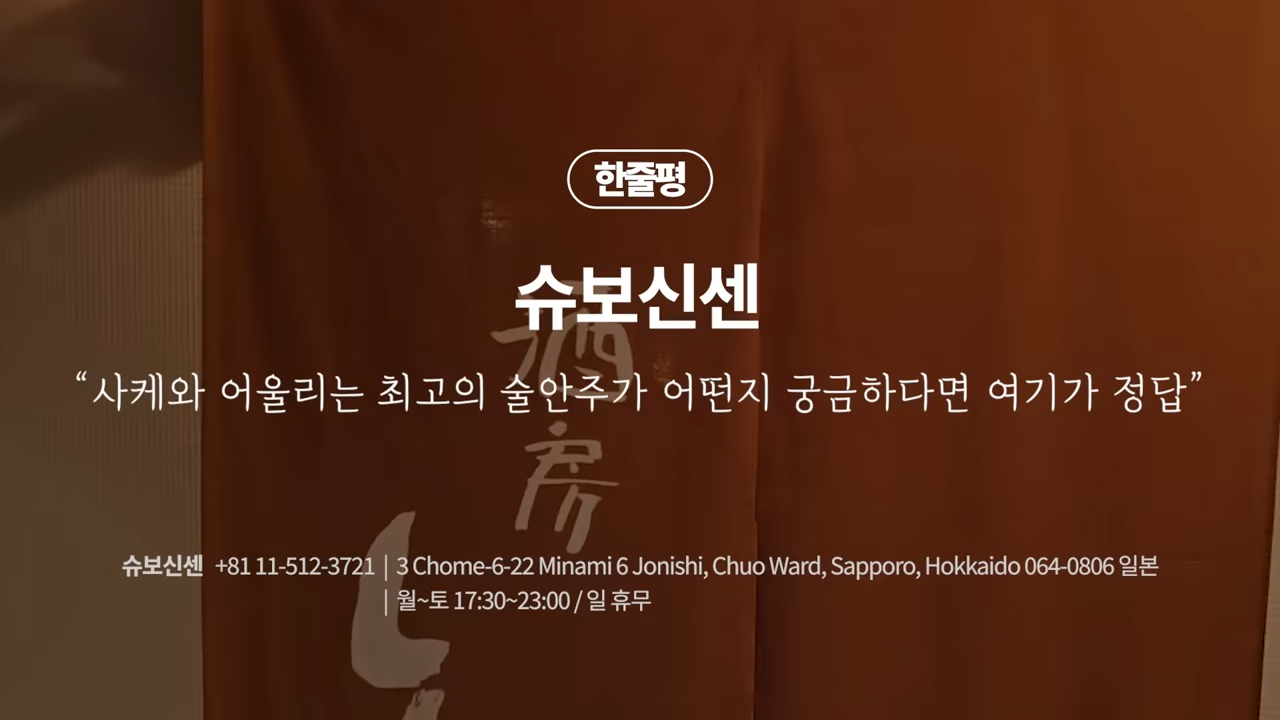 한줄평
슈보신센
“사케와 어울리는 최고의 술안주가 어떤지 궁금하다면 여기가 정답”
酒房
슈보신센 +81 11-512-3721 | 3 Chome-6-22 Minami 6 Jonishi, Chuo Ward, Sapporo, Hokkaido 064-0806 일본
| 월~토 17:30~23:00 / 일 휴무